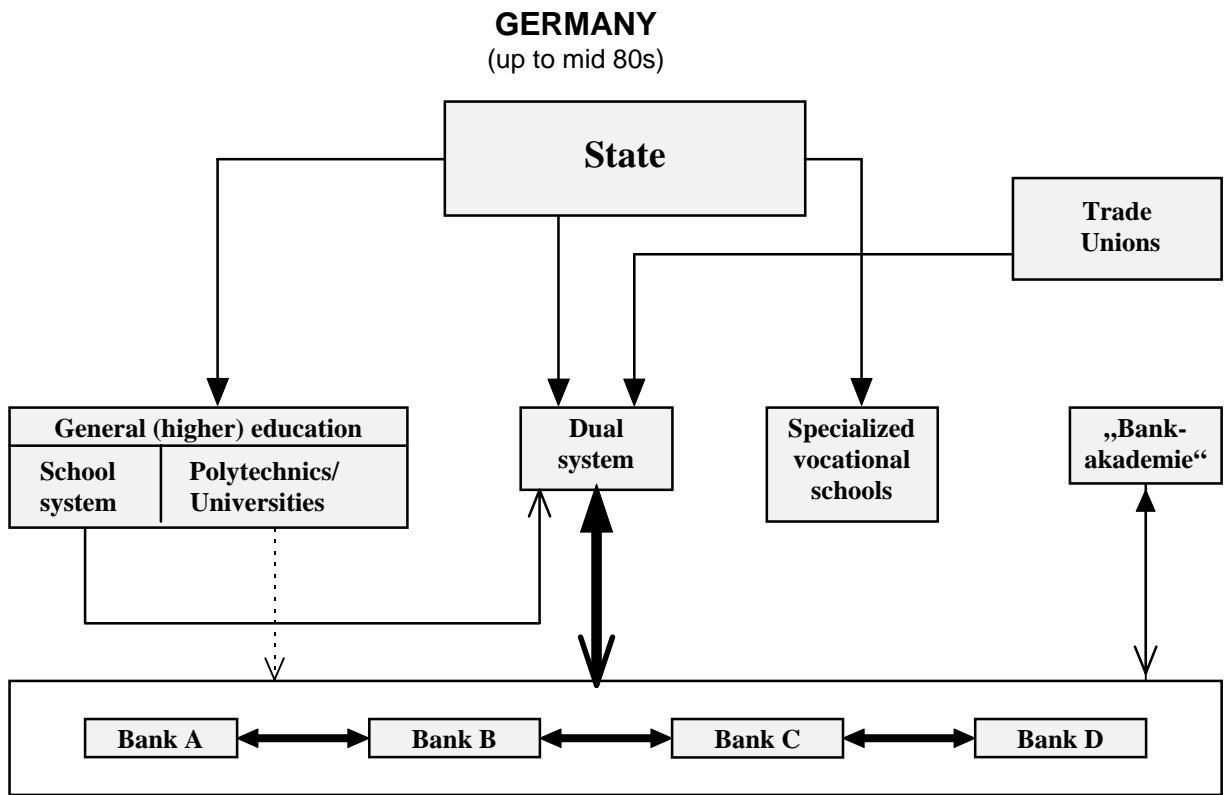 GERMANY
(up to mid 80s)
State
Trade
Unions
General (higher) education
School
system
Polytechnics/
Universities
Dual
system
Specialized
vocational
schools
„Bank-
akademie“
Bank A
Bank B
Bank C
Bank D